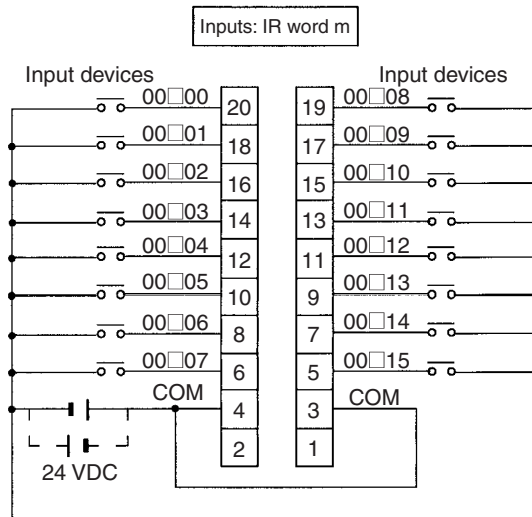 Inputs: IR word m
Input devices Input devices
00□00 20 19 00□08
00□01 18 17 00□09
00□02 16 15 00□10
00□03 14 13 00□11
00□04 12 11 00□12
00□05 10 9 00□13
00□06 8 7 00□14
00□07 6 5 00□15
COM 4 3 COM
2 1
24 VDC